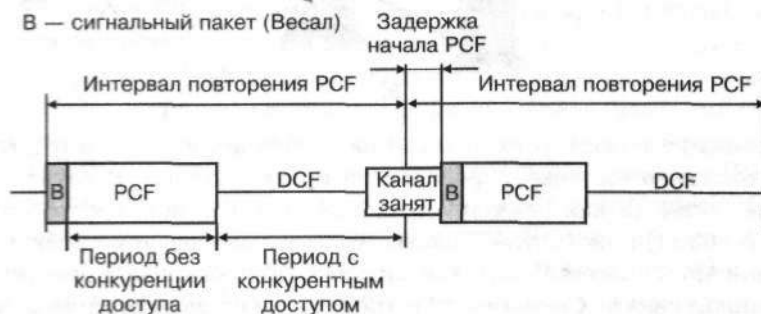 В — сигнальный пакет (Весал)
Задержка
начала PCF
Интервал повторения PCF
Интервал повторения PCF
В
PCF
DCF
Канал
занят
В
PCF
DCF
Период без
конкуренции
доступа
Период с
конкурентным
доступом